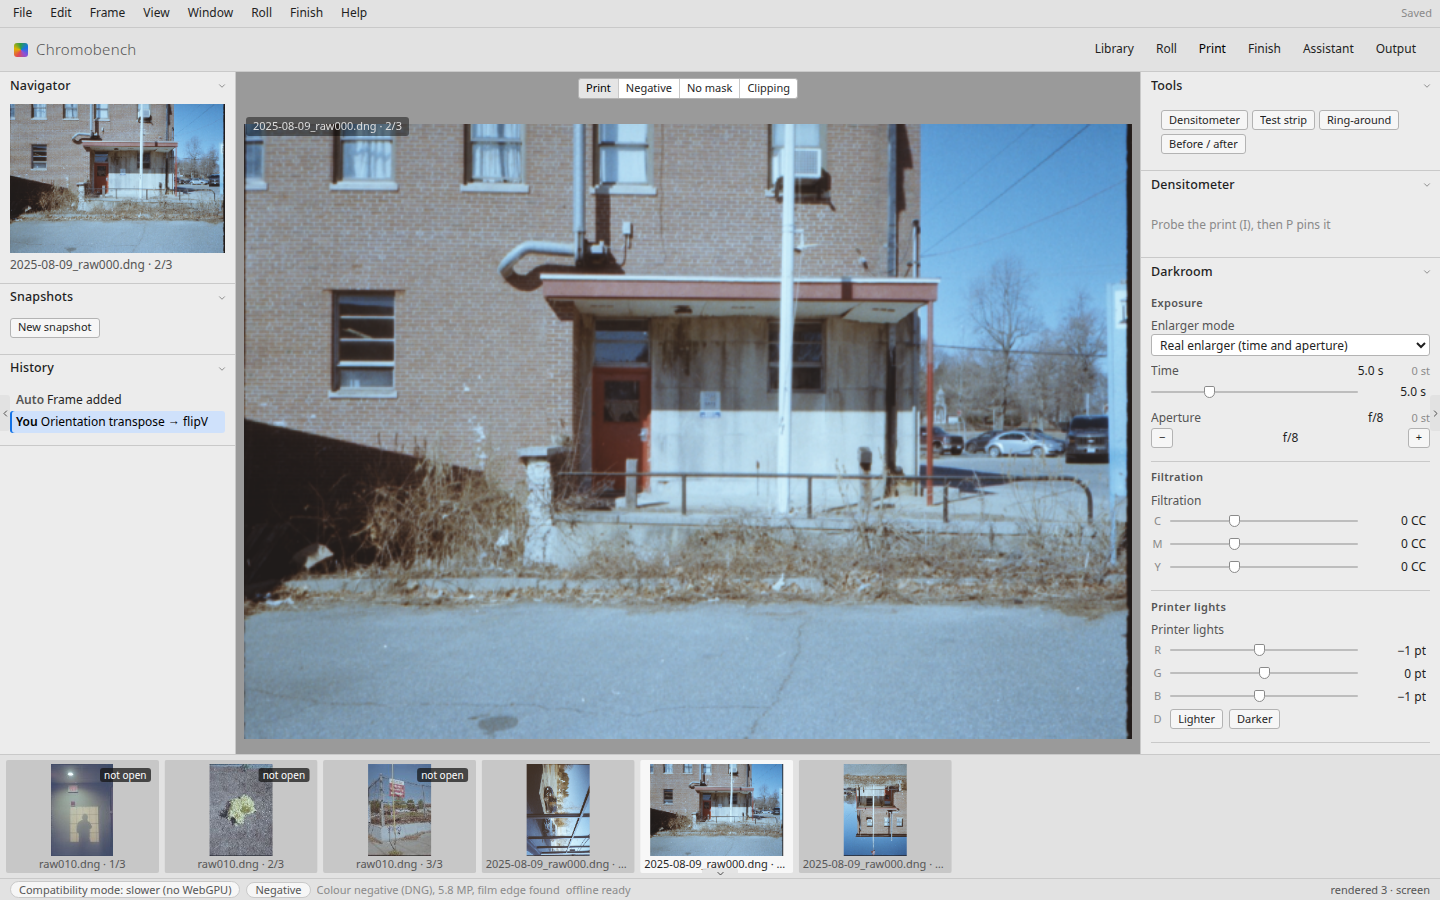 File Edit Frame View Window Roll Finish Help
Saved
Chromobench
Library Roll Print Finish Assistant Output
Navigator
2025-08-09_raw000.dng · 2/3
Snapshots
New snapshot
History
Auto Frame added
You Orientation transpose → flipV
Print Negative No mask Clipping
2025-08-09_raw000.dng · 2/3
Tools
Densitometer Test strip Ring-around
Before / after
Densitometer
Probe the print (I), then P pins it
Darkroom
Exposure
Enlarger mode
Real enlarger (time and aperture)
Time 5.0 s 0 st
5.0 s
Aperture f/8 0 st
− f/8 +
Filtration
Filtration
C 0 CC
M 0 CC
Y 0 CC
Printer lights
Printer lights
R −1 pt
G 0 pt
B −1 pt
D Lighter Darker
not open
raw010.dng · 1/3
not open
raw010.dng · 2/3
not open
raw010.dng · 3/3
2025-08-09_raw000.dng · ...
2025-08-09_raw000.dng · ...
2025-08-09_raw000.dng · ...
Compatibility mode: slower (no WebGPU) Negative Colour negative (DNG), 5.8 MP, film edge found offline ready
rendered 3 · screen